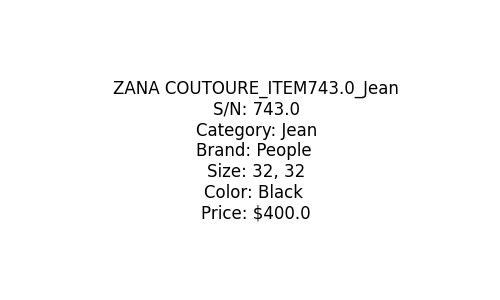 ZANA COUTOURE_ITEM743.0_Jean
S/N: 743.0
Category: Jean
Brand: People
Size: 32, 32
Color: Black
Price: $400.0